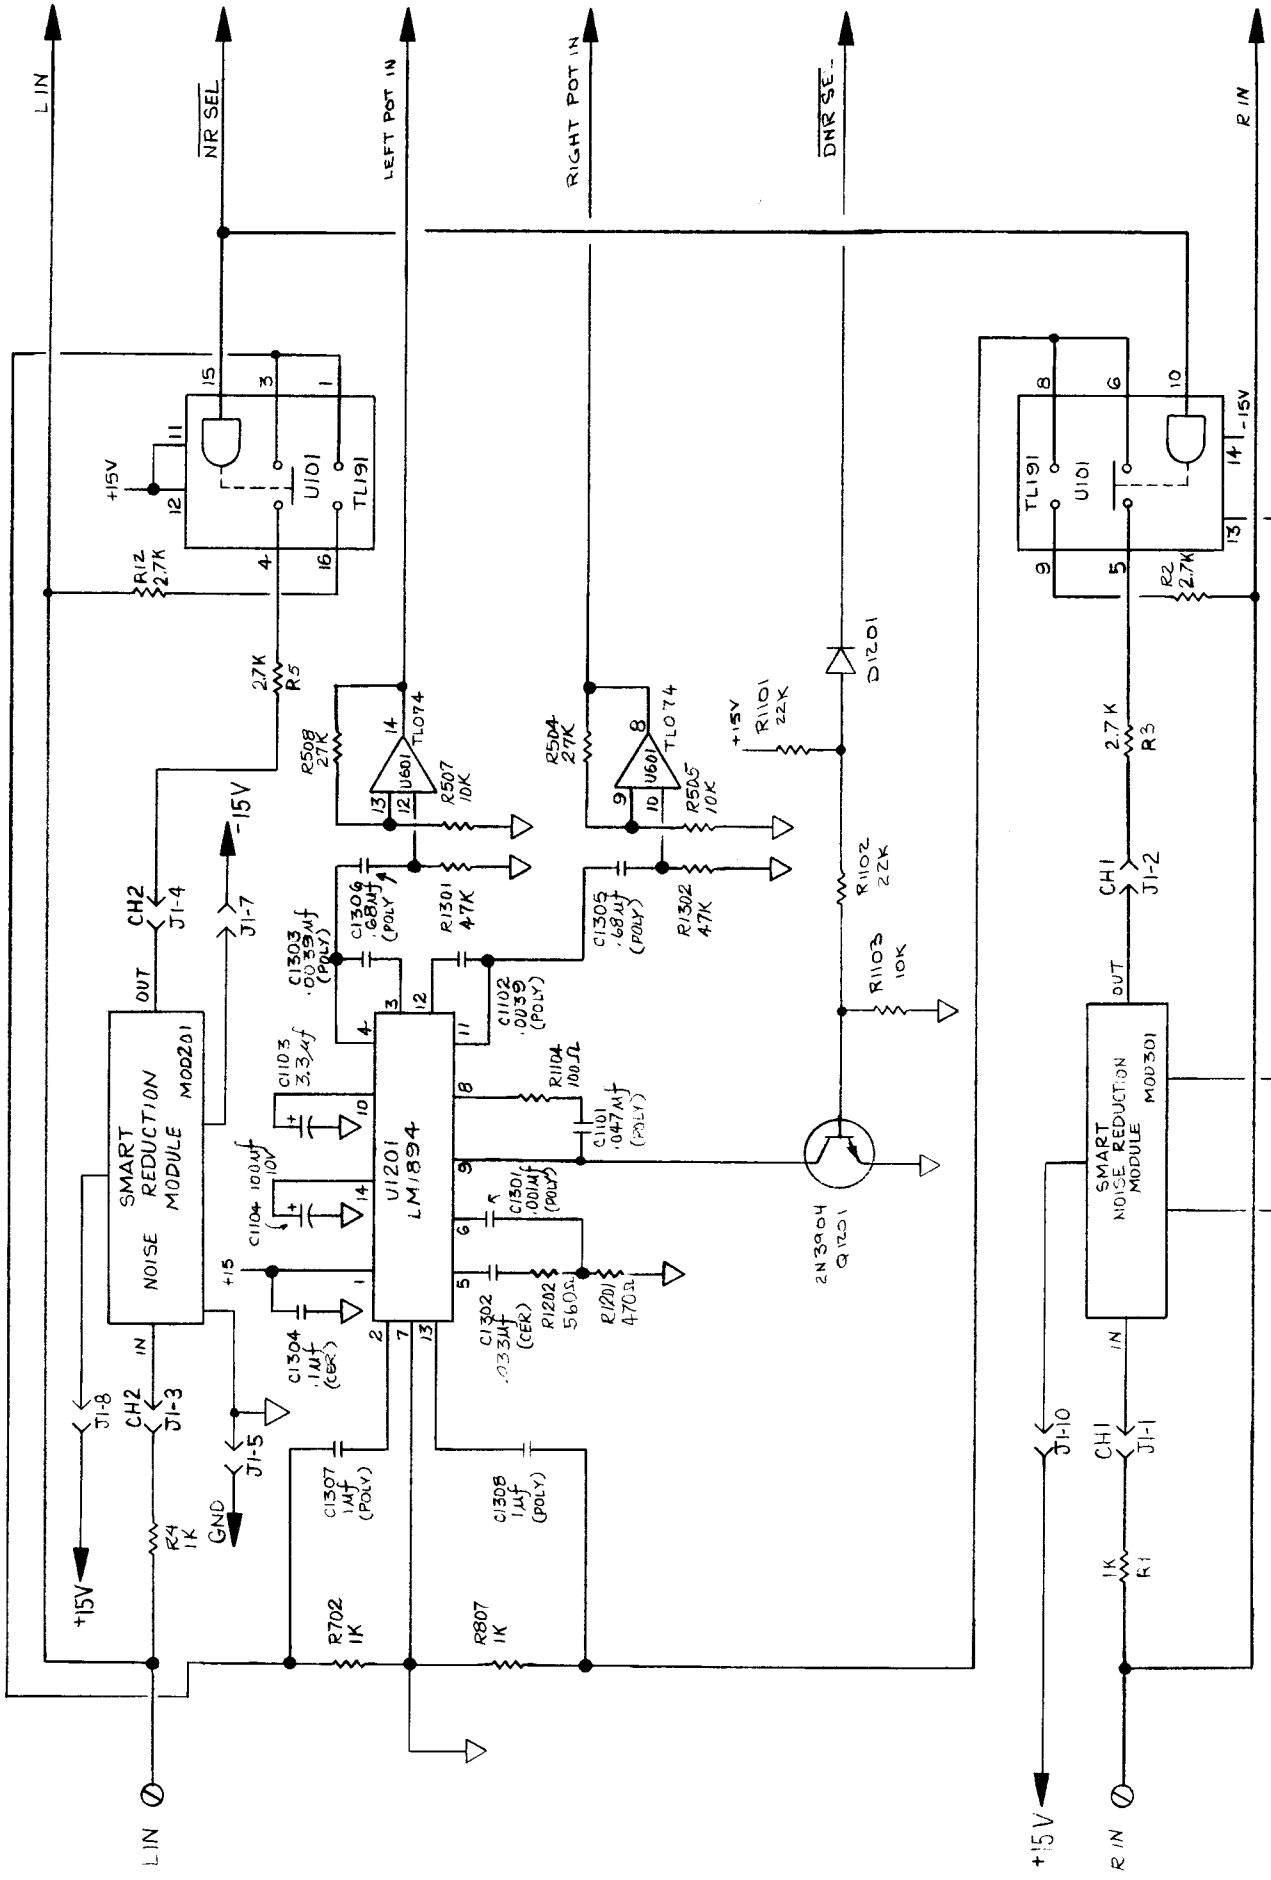 LIN
NR SEL
LEFT POT IN
RIGHT POT IN
R IN
+15V
12
11
15
3
1
4
16
U101
TL191
R12
2.7K
2.7K
R5
8
6
10
TL191
U101
9
5
13
14
-15V
R2
2.7K
2.7K
R3
R508
27K
13
12
14
U601
TL074
R507
10K
R504
27K
9
10
8
U601
TL074
R505
10K
+15V
R1101
22K
D1201
R1102
22K
R1103
10K
2N3904
Q1201
CH2
J1-4
-15V
J1-7
C1306
.68µf
(POLY)
R1301
47K
C1303
.0039µf
(POLY)
C1305
.68µf
(POLY)
R1302
47K
C1102
.0039
(POLY)
CH1
J1-2
OUT
SMART
NOISE REDUCTION
MODULE
MOD201
IN
C1103
3.3µf
+
C1104 100µf
10V
+
+15
C1304
.1µf
(CER)
U1201
LM1894
4
3
12
11
10
8
14
9
6
1
5
2
7
13
R1104
100Ω
C1101
.047µf
(POLY)
C1301
.001µf
(POLY)
C1302
.033µf
(CER)
R1202
560Ω
R1201
470Ω
OUT
SMART
NOISE REDUCTION
MODULE
MOD301
IN
J1-8
+15V
CH2
J1-3
R4
1K
J1-5
GND
C1307
1µf
(POLY)
C1308
1µf
(POLY)
R702
1K
R807
1K
LIN
J1-10
+15V
CH1
J1-1
1K
R1
R IN